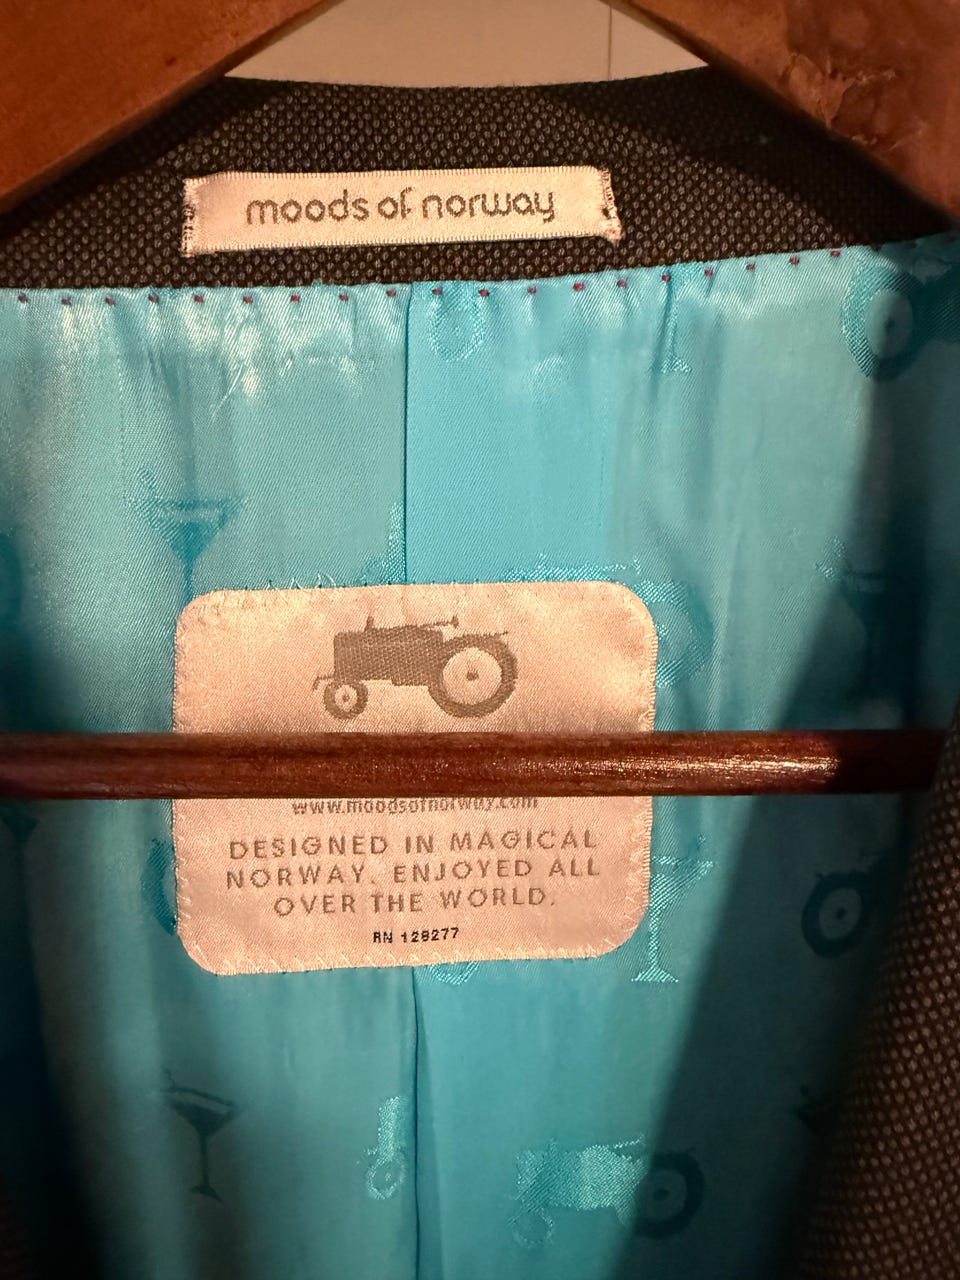 moods of norway
www.moodsofnorway.com
DESIGNED IN MAGICAL
NORWAY. ENJOYED ALL
OVER THE WORLD.
RN 128277